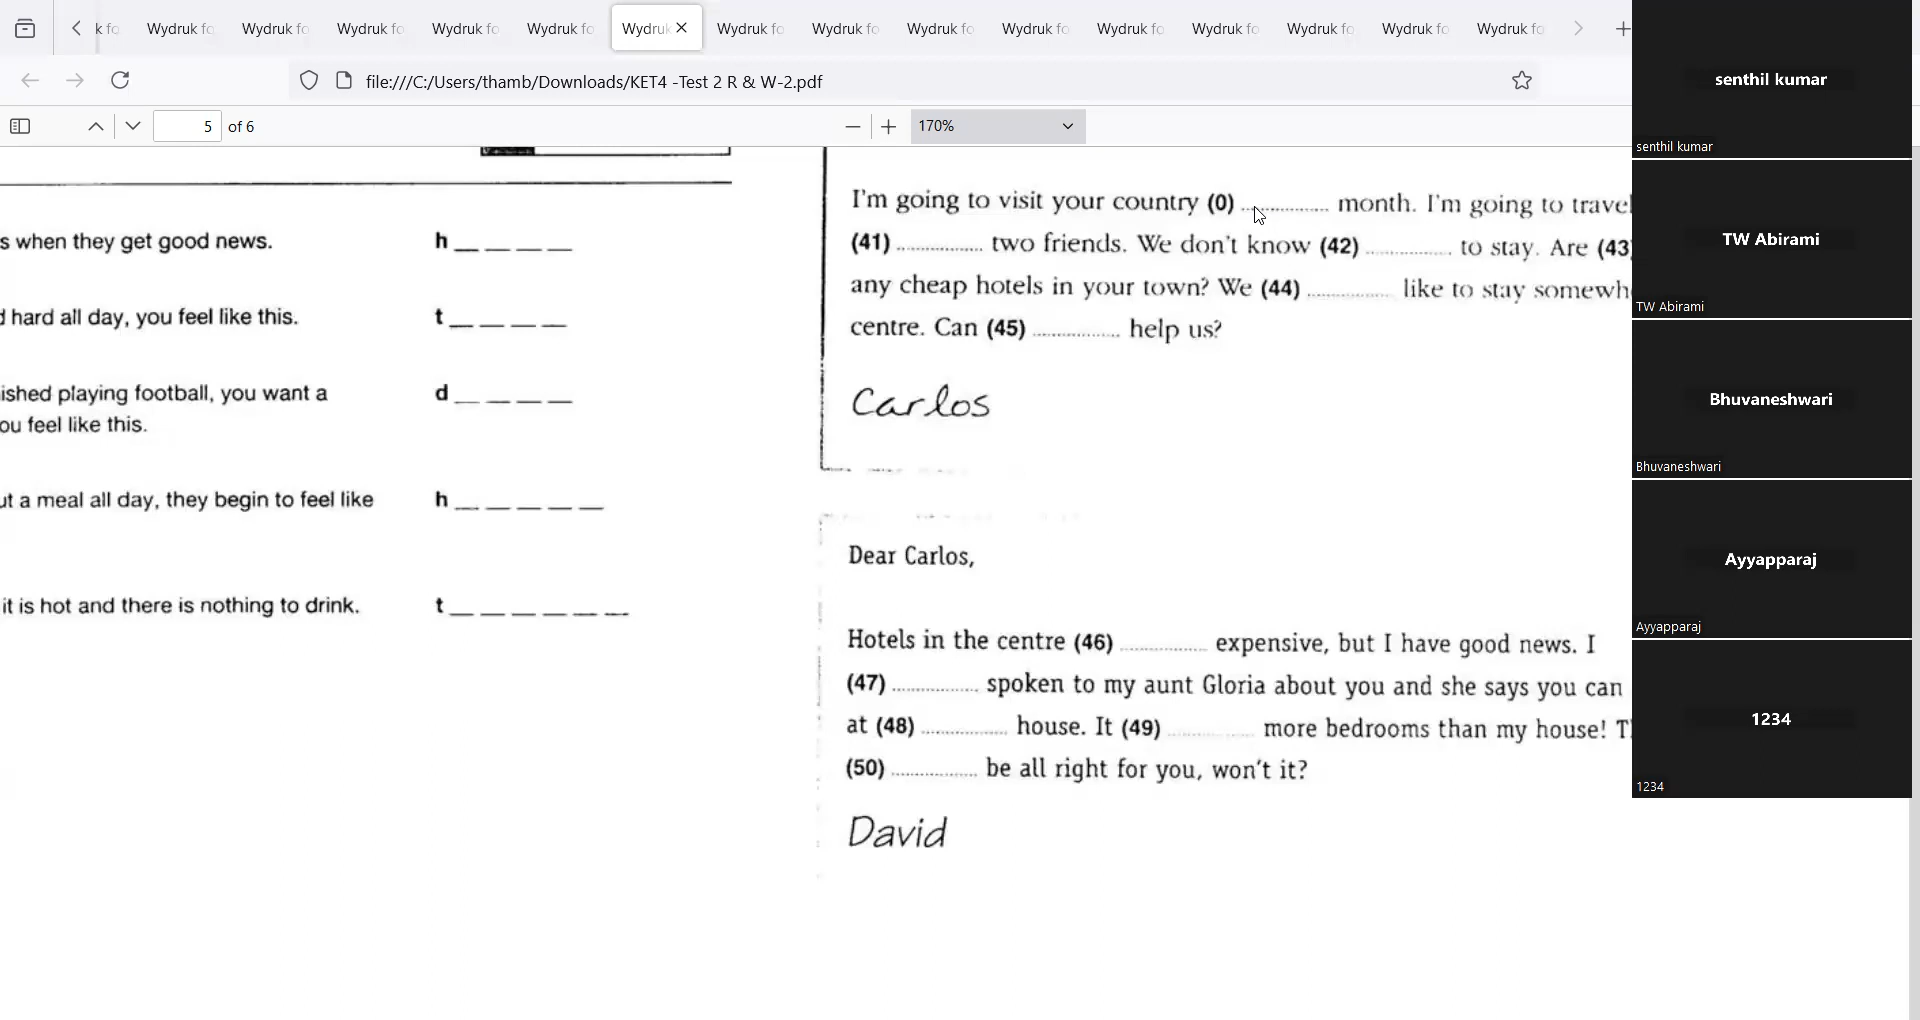 Wydruk fo Wydruk fo Wydruk fo Wydruk fo Wydruk fo Wydruk Wydruk fo Wydruk fo Wydruk fo Wydruk fo Wydruk fo Wydruk fo Wydruk fo Wydruk fo Wydruk fo
file:///C:/Users/thamb/Downloads/KET4 -Test 2 R & W-2.pdf
5 of 6
170%
s when they get good news. h _ _ _ _
hard all day, you feel like this. t _ _ _ _
ished playing football, you want a d _ _ _ _
ou feel like this.
ut a meal all day, they begin to feel like h _ _ _ _ _
it is hot and there is nothing to drink. t _ _ _ _ _ _
I'm going to visit your country (0) .............. month. I'm going to travel
(41) .............. two friends. We don't know (42) .............. to stay. Are (43)
any cheap hotels in your town? We (44) .............. like to stay somewh
centre. Can (45) .............. help us?
Carlos
Dear Carlos,
Hotels in the centre (46) .............. expensive, but I have good news. I
(47) .............. spoken to my aunt Gloria about you and she says you can
at (48) .............. house. It (49) .............. more bedrooms than my house! T
(50) .............. be all right for you, won't it?
David
senthil kumar
senthil kumar
TW Abirami
TW Abirami
Bhuvaneshwari
Bhuvaneshwari
Ayyapparaj
Ayyapparaj
1234
1234